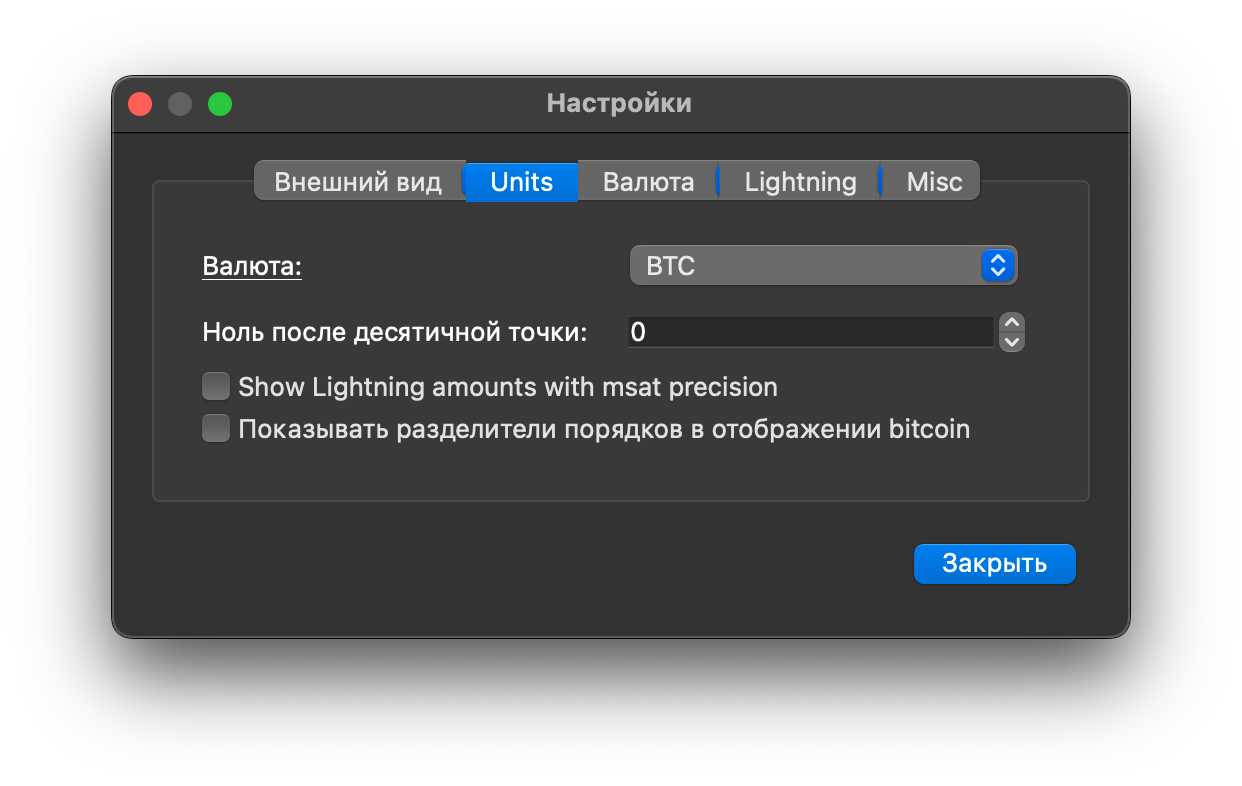 Настройки
Внешний вид Units Валюта Lightning Misc
Валюта: BTC
Ноль после десятичной точки: 0
Show Lightning amounts with msat precision
Показывать разделители порядков в отображении bitcoin
Закрыть